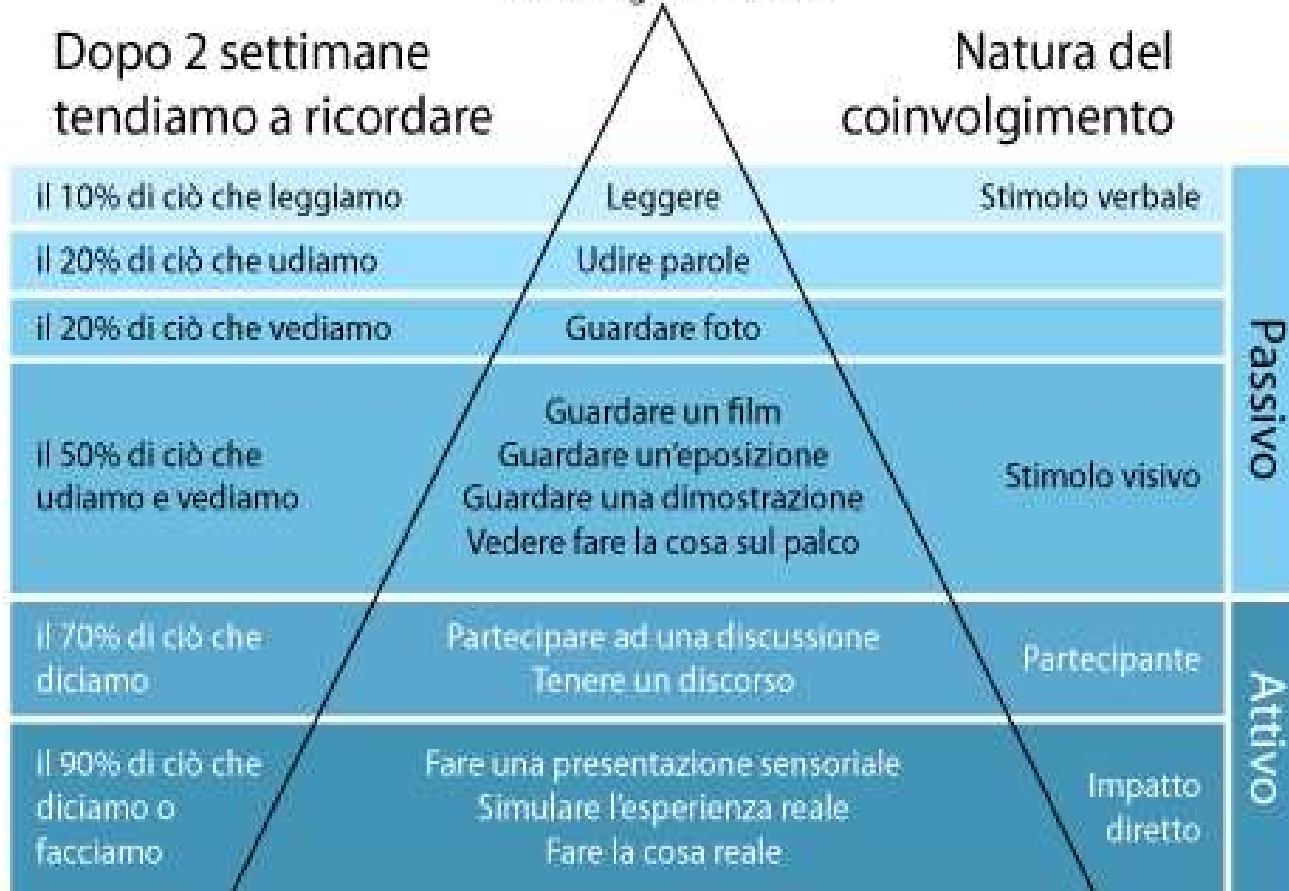 Dopo 2 settimane
tendiamo a ricordare
Natura del
coinvolgimento
il 10% di ciò che leggiamo
Leggere
Stimolo verbale
il 20% di ciò che udiamo
Udire parole
il 20% di ciò che vediamo
Guardare foto
il 50% di ciò che
udiamo e vediamo
Guardare un film
Guardare un'eposizione
Guardare una dimostrazione
Vedere fare la cosa sul palco
Stimolo visivo
Passivo
il 70% di ciò che
diciamo
Partecipare ad una discussione
Tenere un discorso
Partecipante
il 90% di ciò che
diciamo o
facciamo
Fare una presentazione sensoriale
Simulare l'esperienza reale
Fare la cosa reale
Impatto
diretto
Attivo